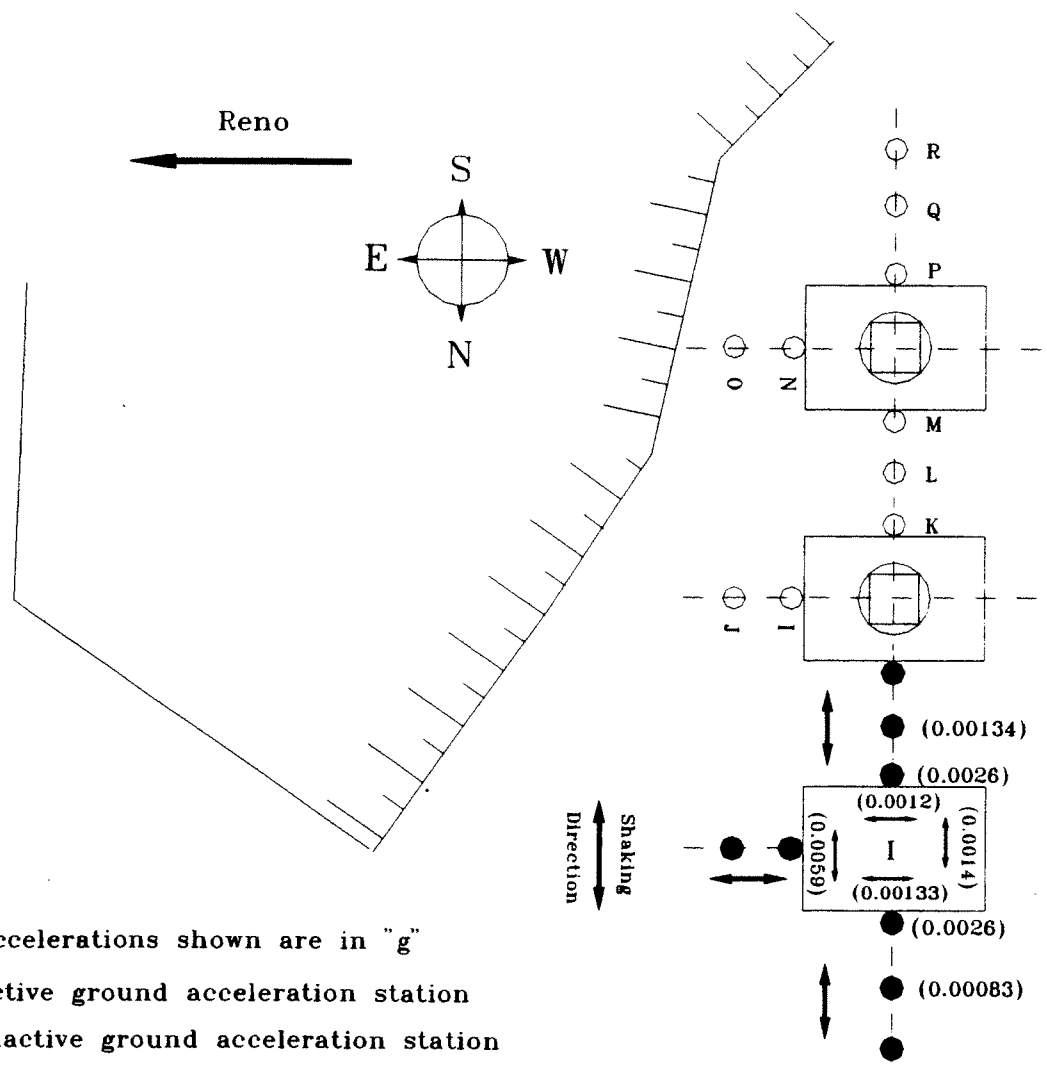 Reno
S
E
W
N
R
Q
P
O
N
M
L
K
J
I
(0.00134)
(0.0026)
(0.0012)
(0.0059)
I
(0.0014)
(0.00133)
Shaking
Direction
(0.0026)
(0.00083)
ccelerations shown are in "g"
ctive ground acceleration station
active ground acceleration station